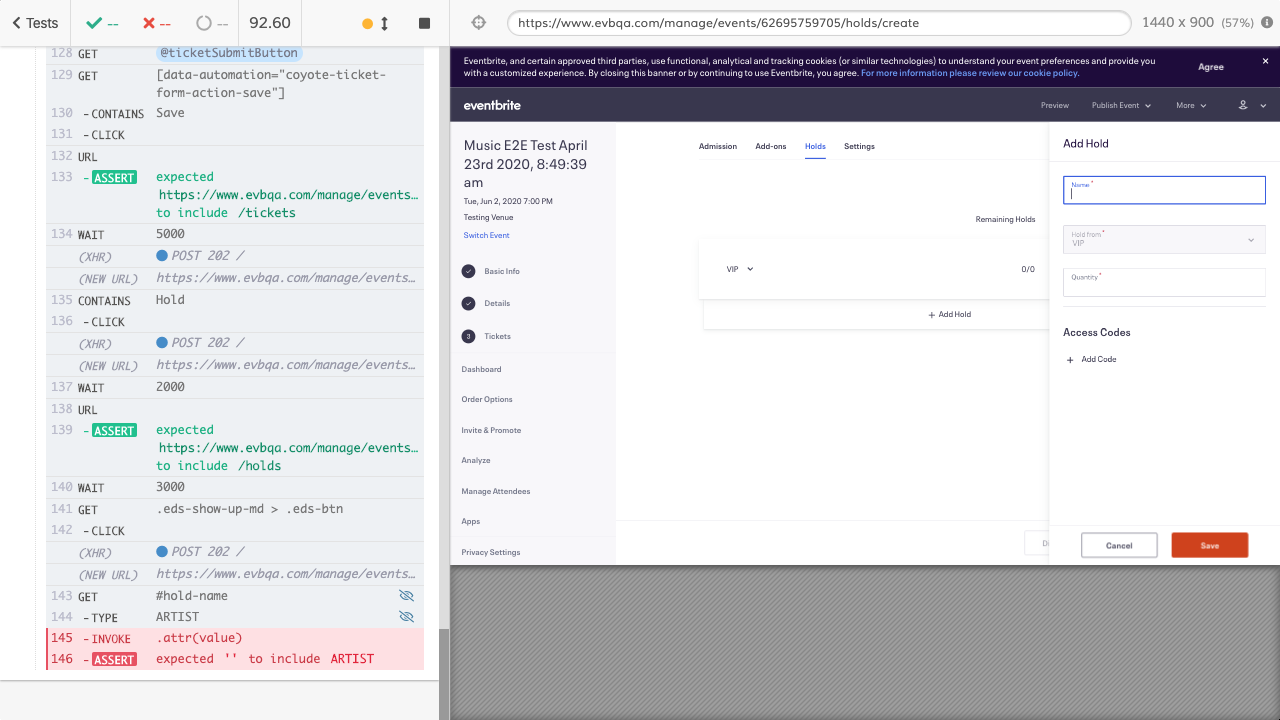 Tests
--
--
--
92.60
https://www.evbqa.com/manage/events/62695759705/holds/create
1440 x 900 (57%)
128 GET @ticketSubmitButton
129 GET [data-automation="coyote-ticket-
form-action-save"]
130 -CONTAINS Save
131 -CLICK
132 URL
133 -ASSERT expected
https://www.evbqa.com/manage/events…
to include /tickets
134 WAIT 5000
(XHR) POST 202 /
(NEW URL) https://www.evbqa.com/manage/events…
135 CONTAINS Hold
136 -CLICK
(XHR) POST 202 /
(NEW URL) https://www.evbqa.com/manage/events…
137 WAIT 2000
138 URL
139 -ASSERT expected
https://www.evbqa.com/manage/events…
to include /holds
140 WAIT 3000
141 GET .eds-show-up-md > .eds-btn
142 -CLICK
(XHR) POST 202 /
(NEW URL) https://www.evbqa.com/manage/events…
143 GET #hold-name
144 -TYPE ARTIST
145 -INVOKE .attr(value)
146 -ASSERT expected '' to include ARTIST
Eventbrite, and certain approved third parties, use functional, analytical and tracking cookies (or similar technologies) to understand your event preferences and provide you
with a customized experience. By closing this banner or by continuing to use Eventbrite, you agree. For more information please review our cookie policy.
Agree
eventbrite
Preview
Publish Event
More
Music E2E Test April
23rd 2020, 8:49:39
am
Tue, Jun 2, 2020 7:00 PM
Testing Venue
Switch Event
Basic Info
Details
3 Tickets
Dashboard
Order Options
Invite & Promote
Analyze
Manage Attendees
Apps
Privacy Settings
Admission
Add-ons
Holds
Settings
Remaining Holds
VIP
0/0
+ Add Hold
Add Hold
Name *
Hold from *
VIP
Quantity *
Access Codes
+ Add Code
Cancel
Save